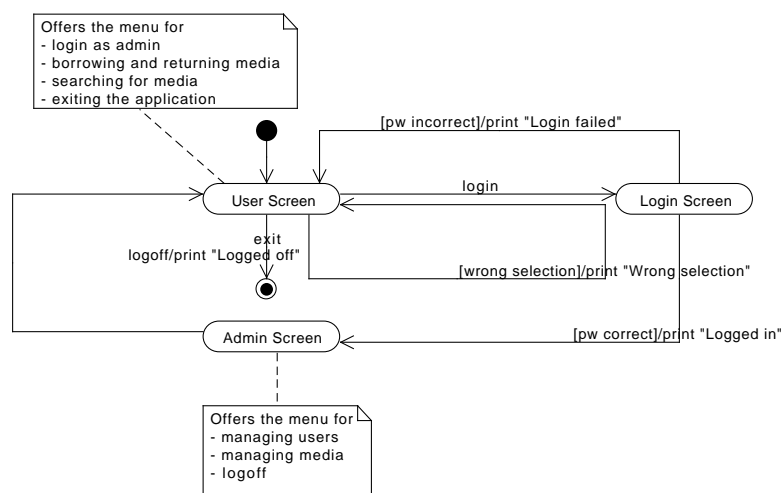 Offers the menu for
- login as admin
- borrowing and returning media
- searching for media
- exiting the application
[pw incorrect]/print "Login failed"
User Screen
login
Login Screen
exit
logoff/print "Logged off"
[wrong selection]/print "Wrong selection"
Admin Screen
[pw correct]/print "Logged in"
Offers the menu for
- managing users
- managing media
- logoff